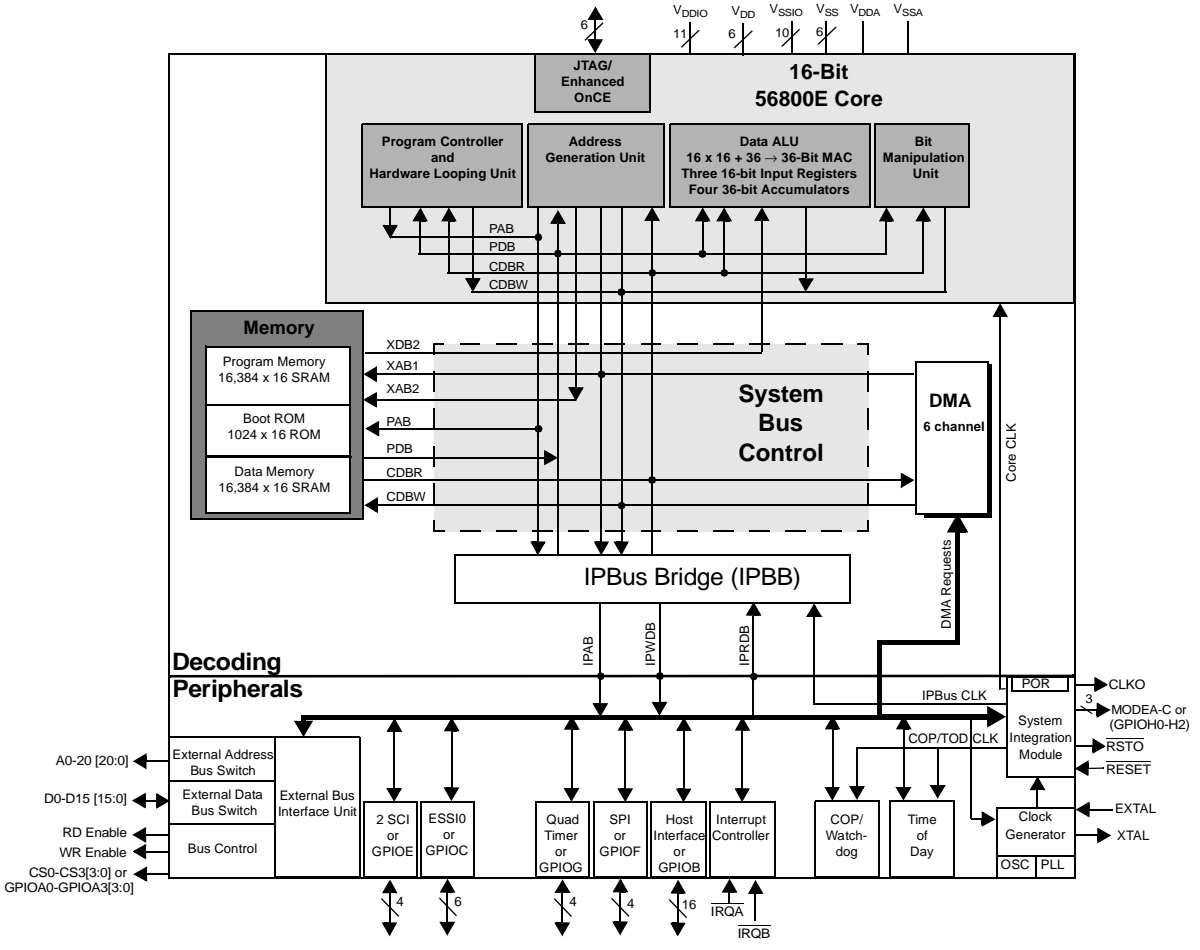 6
V_DDIO
11
V_DD
6
V_SSIO
10
V_SS
6
V_DDA
V_SSA
JTAG/
Enhanced
OnCE
16-Bit
56800E Core
Program Controller
and
Hardware Looping Unit
Address
Generation Unit
Data ALU
16 x 16 + 36 → 36-Bit MAC
Three 16-bit Input Registers
Four 36-bit Accumulators
Bit
Manipulation
Unit
PAB
PDB
CDBR
CDBW
Memory
Program Memory
16,384 x 16 SRAM
Boot ROM
1024 x 16 ROM
Data Memory
16,384 x 16 SRAM
XDB2
XAB1
XAB2
PAB
PDB
CDBR
CDBW
System
Bus
Control
DMA
6 channel
Core CLK
IPBus Bridge (IPBB)
DMA Requests
IPAB
IPWDB
IPRDB
Decoding
Peripherals
IPBus CLK
POR
CLKO
3
MODEA-C or
(GPIOH0-H2)
System
Integration
Module
COP/TOD CLK
RSTO
RESET
A0-20 [20:0]
External Address
Bus Switch
D0-D15 [15:0]
External Data
Bus Switch
External Bus
Interface Unit
RD Enable
WR Enable
Bus Control
CS0-CS3[3:0] or
GPIOA0-GPIOA3[3:0]
2 SCI
or
GPIOE
4
ESSI0
or
GPIOC
6
Quad
Timer
or
GPIOG
4
SPI
or
GPIOF
4
Host
Interface
or
GPIOB
16
Interrupt
Controller
IRQA
IRQB
COP/
Watch-
dog
Time
of
Day
Clock
Generator
OSC
PLL
EXTAL
XTAL